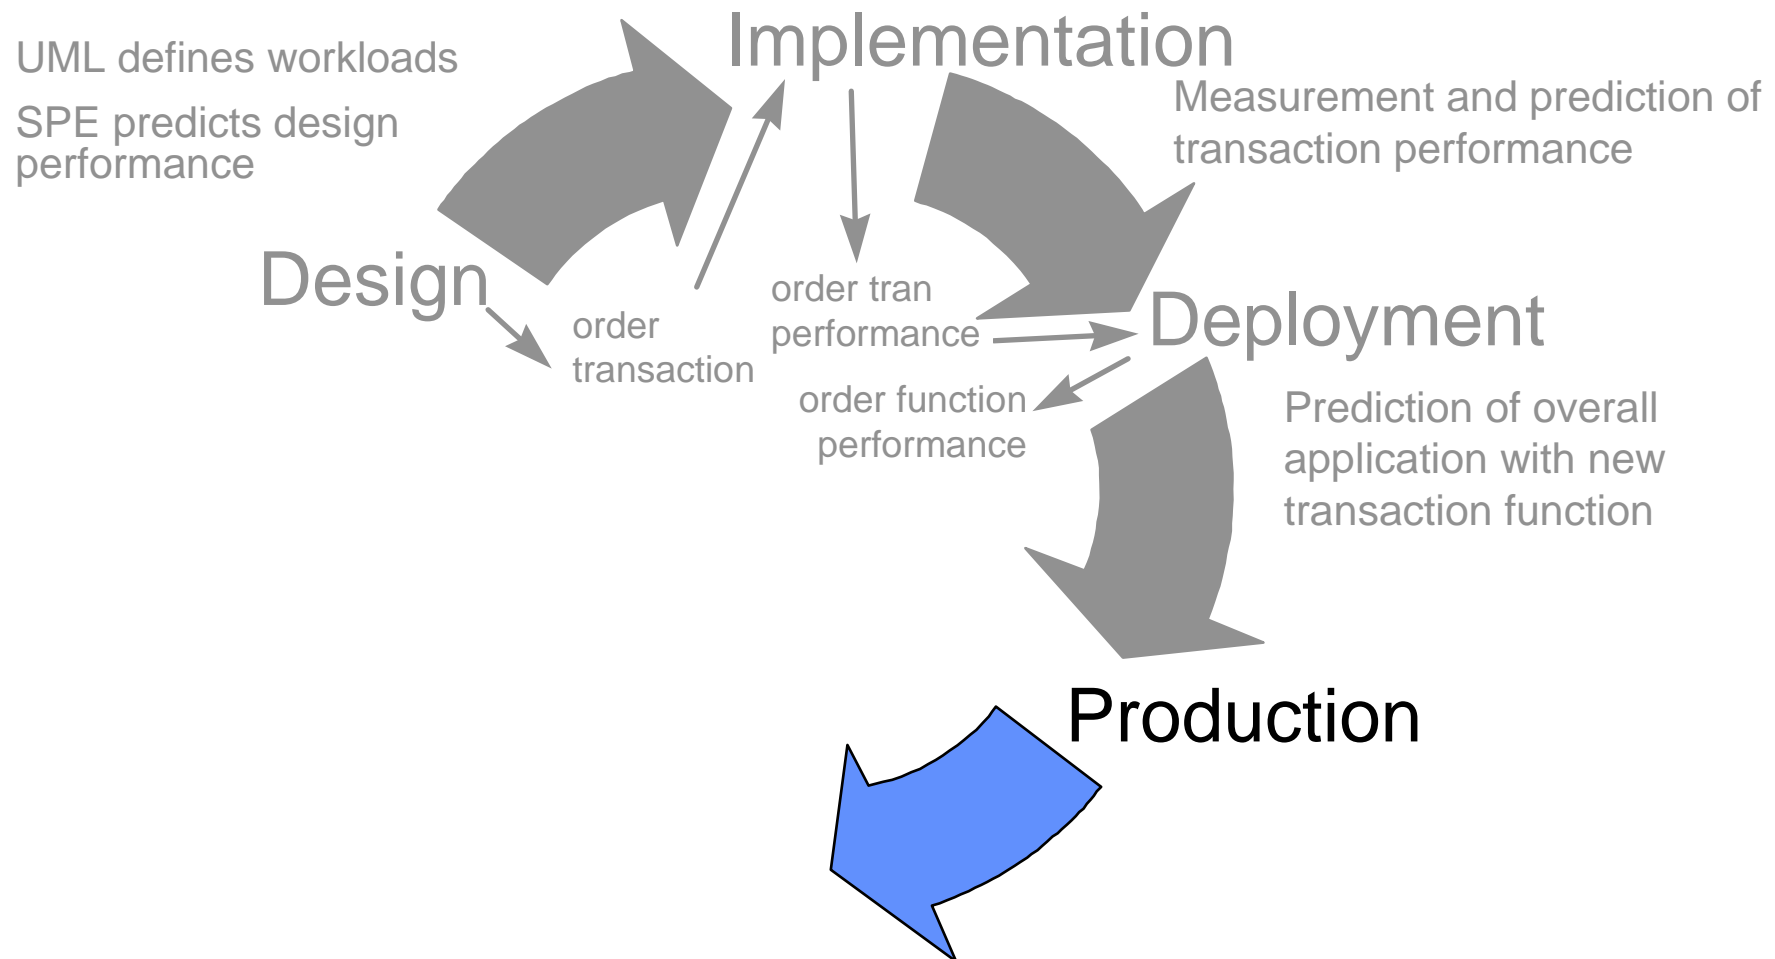 Implementation
UML defines workloads
SPE predicts design
performance
Measurement and prediction of
transaction performance
Design
order
transaction
order tran
performance
Deployment
order function
performance
Prediction of overall
application with new
transaction function
Production